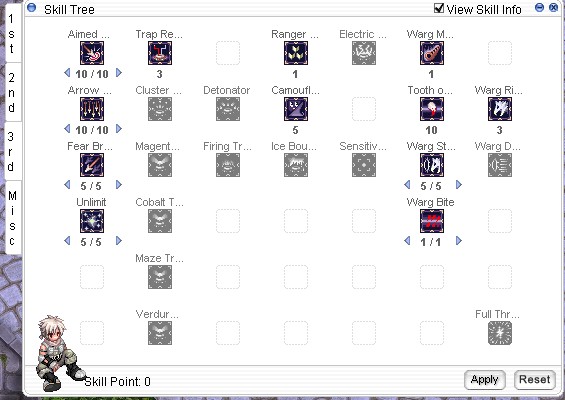 Skill Tree
View Skill Info
1st
2nd
3rd
Misc
Aimed ...
Trap Re...
Ranger ...
Electric ...
Warg M...
10 / 10
3
1
1
Arrow ...
Cluster ...
Detonator
Camoufl...
Tooth o...
Warg Ri...
10 / 10
5
10
3
Fear Br...
Magent...
Firing Tr...
Ice Bou...
Sensitiv...
Warg St...
Warg D...
5 / 5
5 / 5
Unlimit
Cobalt T...
Warg Bite
5 / 5
1 / 1
Maze Tr...
Verdur...
Full Thr...
Skill Point: 0
Apply
Reset